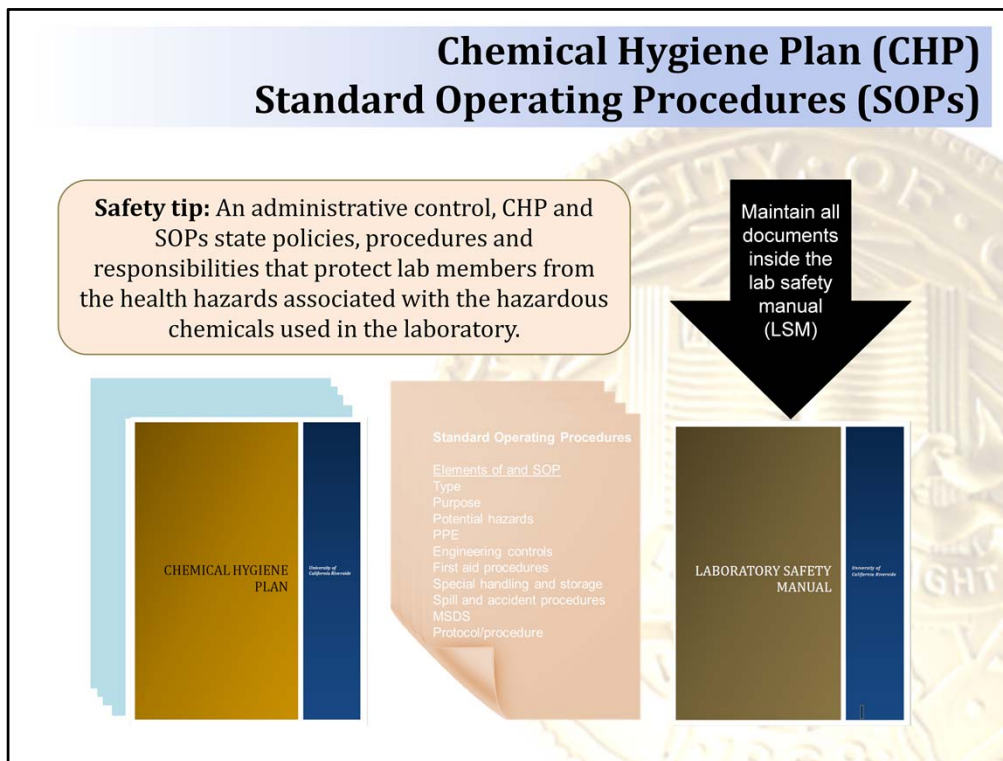 Chemical Hygiene Plan (CHP)
Standard Operating Procedures (SOPs)
Safety tip: An administrative control, CHP and
SOPs state policies, procedures and
responsibilities that protect lab members from
the health hazards associated with the hazardous
chemicals used in the laboratory.
Maintain all
documents
inside the
lab safety
manual
(LSM)
CHEMICAL HYGIENE
PLAN
University of
California Riverside
Standard Operating Procedures
Elements of and SOP
Type
Purpose
Potential hazards
PPE
Engineering controls
First aid procedures
Special handling and storage
Spill and accident procedures
MSDS
Protocol/procedure
LABORATORY SAFETY
MANUAL
University of
California Riverside